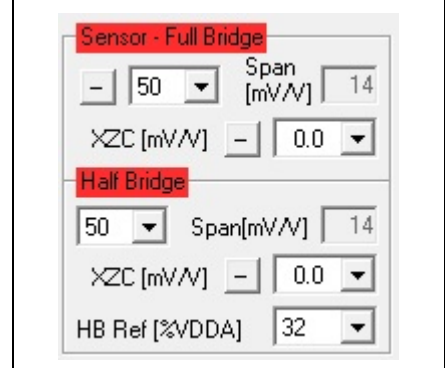 Sensor - Full Bridge
− 50 Span [mV/V] 14
XZC [mV/V] − 0.0
Half Bridge
50 Span[mV/V] 14
XZC [mV/V] − 0.0
HB Ref [%VDDA] 32